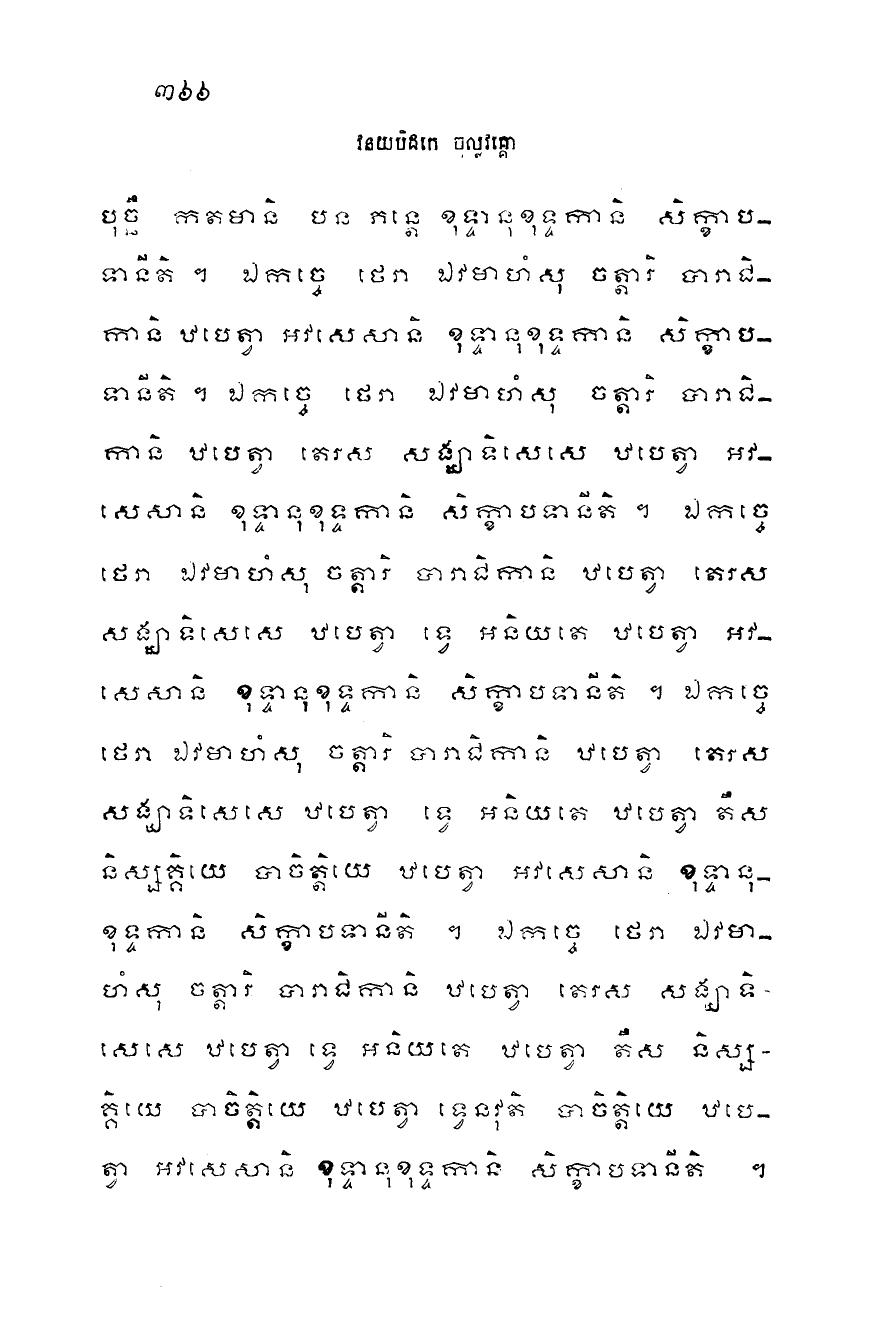 ៣៦៦
វិនយបិដកេ ចុល្លវគ្គោ
បុច្ឆិំ កតមានិ បន ភន្តេ ខុទ្ទានុខុទ្ទកានិ សិក្ខាប-
ទានីតិ ។ ឯកច្ចេ ថេរា ឯវមាហំសុ ចត្តារិ បារាជិ-
កានិ ឋបេត្វា អវសេសានិ ខុទ្ទានុខុទ្ទកានិ សិក្ខាប-
ទានីតិ ។ ឯកច្ចេ ថេរា ឯវមាហំសុ ចត្តារិ បារាជិ-
កានិ ឋបេត្វា តេរស សង្ឃាទិសេសេ ឋបេត្វា អវ-
សេសានិ ខុទ្ទានុខុទ្ទកានិ សិក្ខាបទានីតិ ។ ឯកច្ចេ
ថេរា ឯវមាហំសុ ចត្តារិ បារាជិកានិ ឋបេត្វា តេរស
សង្ឃាទិសេសេ ឋបេត្វា ទ្វេ អនិយតេ ឋបេត្វា អវ-
សេសានិ ខុទ្ទានុខុទ្ទកានិ សិក្ខាបទានីតិ ។ ឯកច្ចេ
ថេរា ឯវមាហំសុ ចត្តារិ បារាជិកានិ ឋបេត្វា តេរស
សង្ឃាទិសេសេ ឋបេត្វា ទ្វេ អនិយតេ ឋបេត្វា តឹស
និស្សគ្គិយេ បាចិត្តិយេ ឋបេត្វា អវសេសានិ ខុទ្ទានុ-
ខុទ្ទកានិ សិក្ខាបទានីតិ ។ ឯកច្ចេ ថេរា ឯវមា-
ហំសុ ចត្តារិ បារាជិកានិ ឋបេត្វា តេរស សង្ឃាទិ-
សេសេ ឋបេត្វា ទ្វេ អនិយតេ ឋបេត្វា តឹស និស្ស-
គ្គិយេ បាចិត្តិយេ ឋបេត្វា ទ្វេនវុតិ បាចិត្តិយេ ឋបេ-
ត្វា អវសេសានិ ខុទ្ទានុខុទ្ទកានិ សិក្ខាបទានីតិ ។